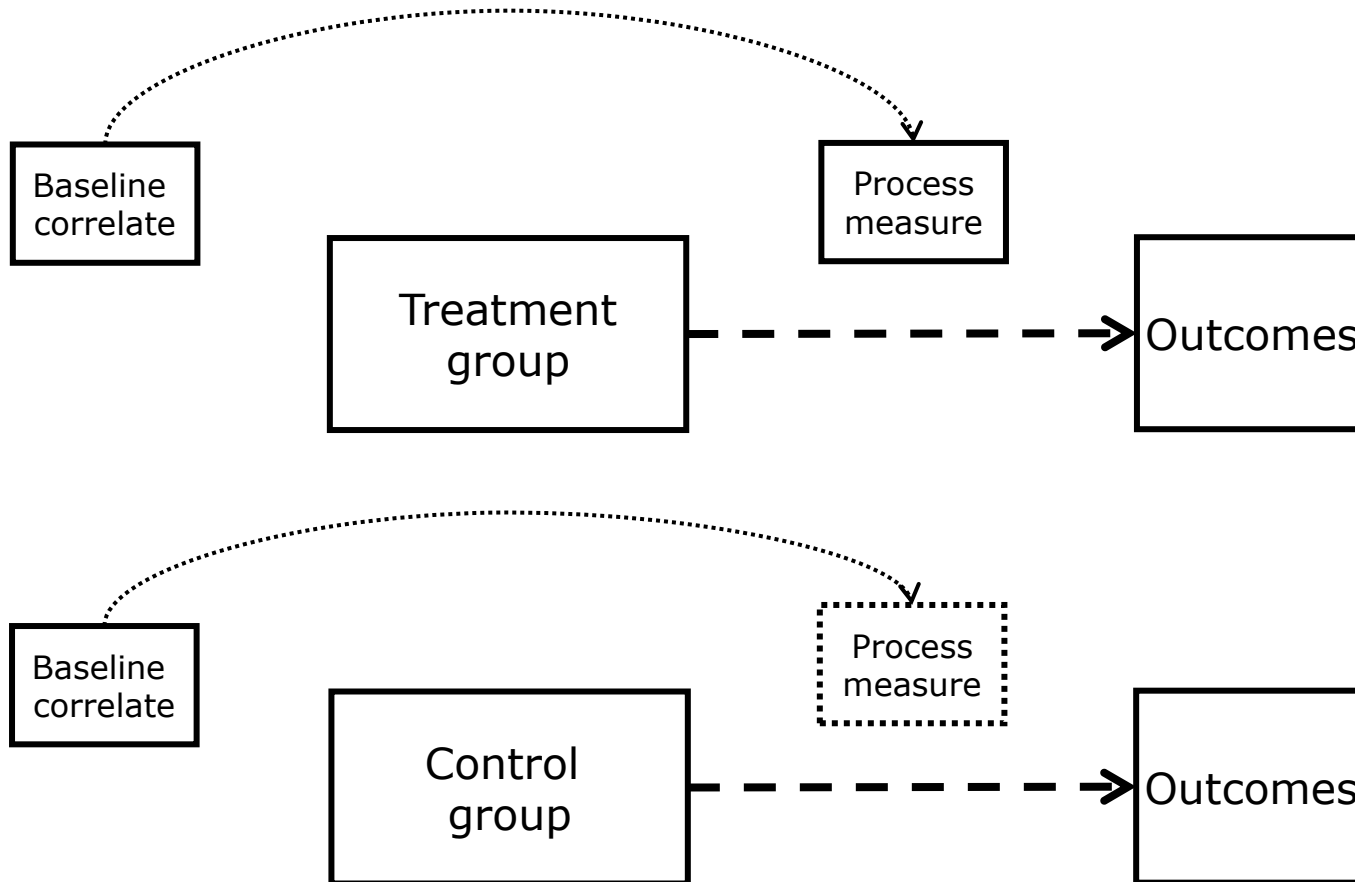 Baseline
correlate
Process
measure
Treatment
group
Outcomes
Baseline
correlate
Process
measure
Control
group
Outcomes